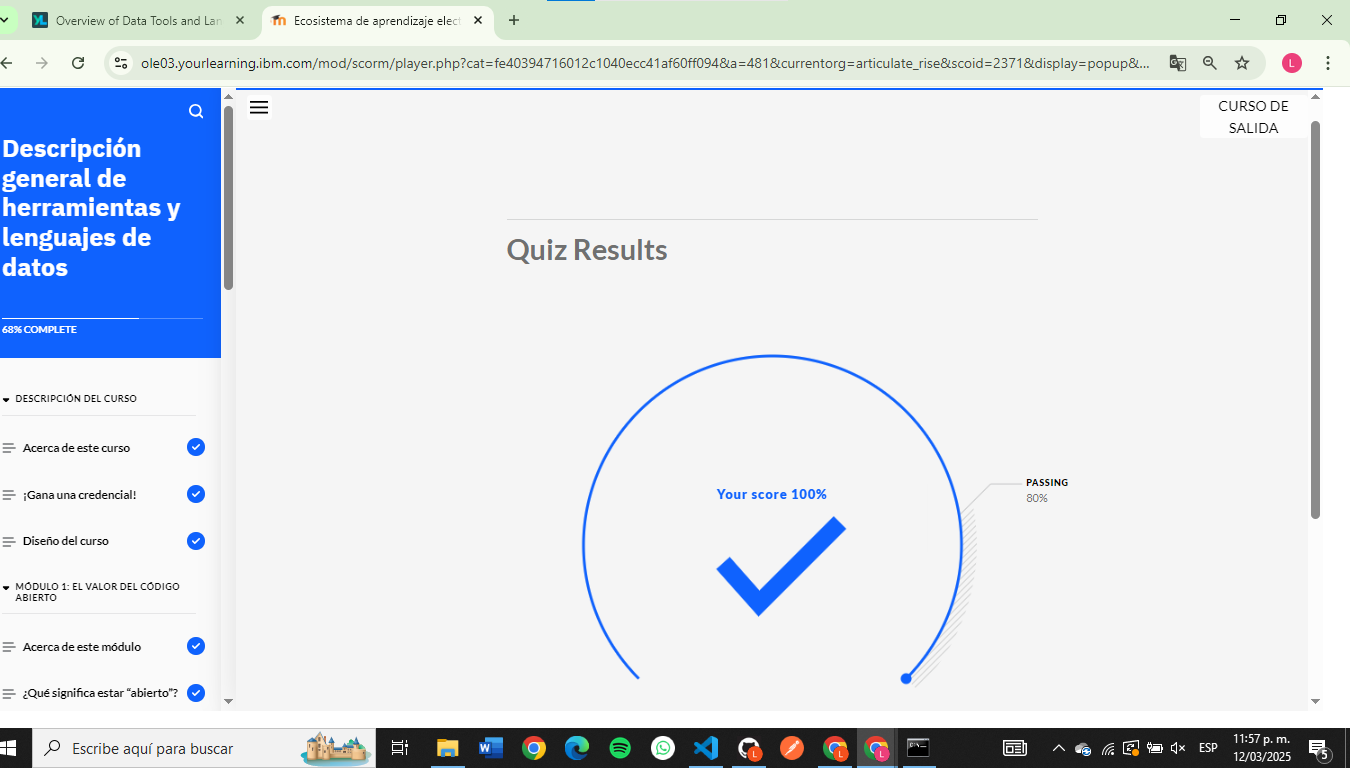 Overview of Data Tools and Lan
Ecosistema de aprendizaje elect
ole03.yourlearning.ibm.com/mod/scorm/player.php?cat=fe40394716012c1040ecc41af60ff094&a=481&currentorg=articulate_rise&scoid=2371&display=popup&...
L
Descripción
general de
herramientas y
lenguajes de
datos
68% COMPLETE
DESCRIPCIÓN DEL CURSO
Acerca de este curso
¡Gana una credencial!
Diseño del curso
MÓDULO 1: EL VALOR DEL CÓDIGO
ABIERTO
Acerca de este módulo
¿Qué significa estar “abierto”?
CURSO DE
SALIDA
Quiz Results
Your score 100%
PASSING
80%
Escribe aquí para buscar
ESP
11:57 p. m.
12/03/2025
5